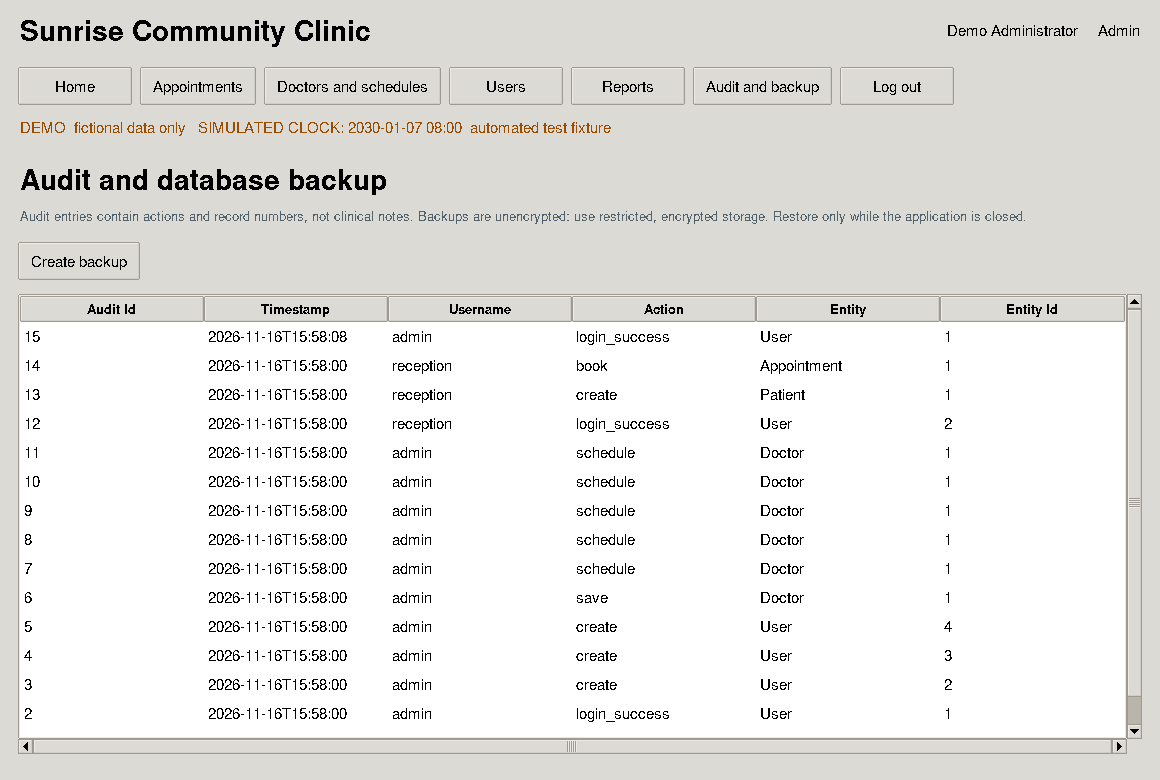 Sunrise Community Clinic
Demo Administrator Admin
Home Appointments Doctors and schedules Users Reports Audit and backup Log out
DEMO fictional data only SIMULATED CLOCK: 2030-01-07 08:00 automated test fixture
Audit and database backup
Audit entries contain actions and record numbers, not clinical notes. Backups are unencrypted: use restricted, encrypted storage. Restore only while the application is closed.
Create backup
Audit Id Timestamp Username Action Entity Entity Id
15 2026-11-16T15:58:08 admin login_success User 1
14 2026-11-16T15:58:00 reception book Appointment 1
13 2026-11-16T15:58:00 reception create Patient 1
12 2026-11-16T15:58:00 reception login_success User 2
11 2026-11-16T15:58:00 admin schedule Doctor 1
10 2026-11-16T15:58:00 admin schedule Doctor 1
9 2026-11-16T15:58:00 admin schedule Doctor 1
8 2026-11-16T15:58:00 admin schedule Doctor 1
7 2026-11-16T15:58:00 admin schedule Doctor 1
6 2026-11-16T15:58:00 admin save Doctor 1
5 2026-11-16T15:58:00 admin create User 4
4 2026-11-16T15:58:00 admin create User 3
3 2026-11-16T15:58:00 admin create User 2
2 2026-11-16T15:58:00 admin login_success User 1